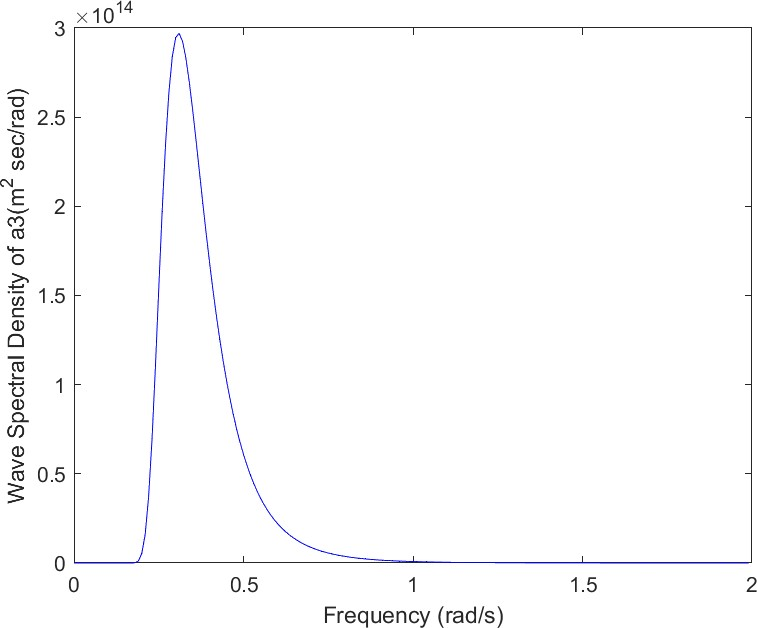 ×10^14
3
2.5
2
1.5
1
0.5
0
0 0.5 1 1.5 2
Wave Spectral Density of a3(m^2 sec/rad)
Frequency (rad/s)